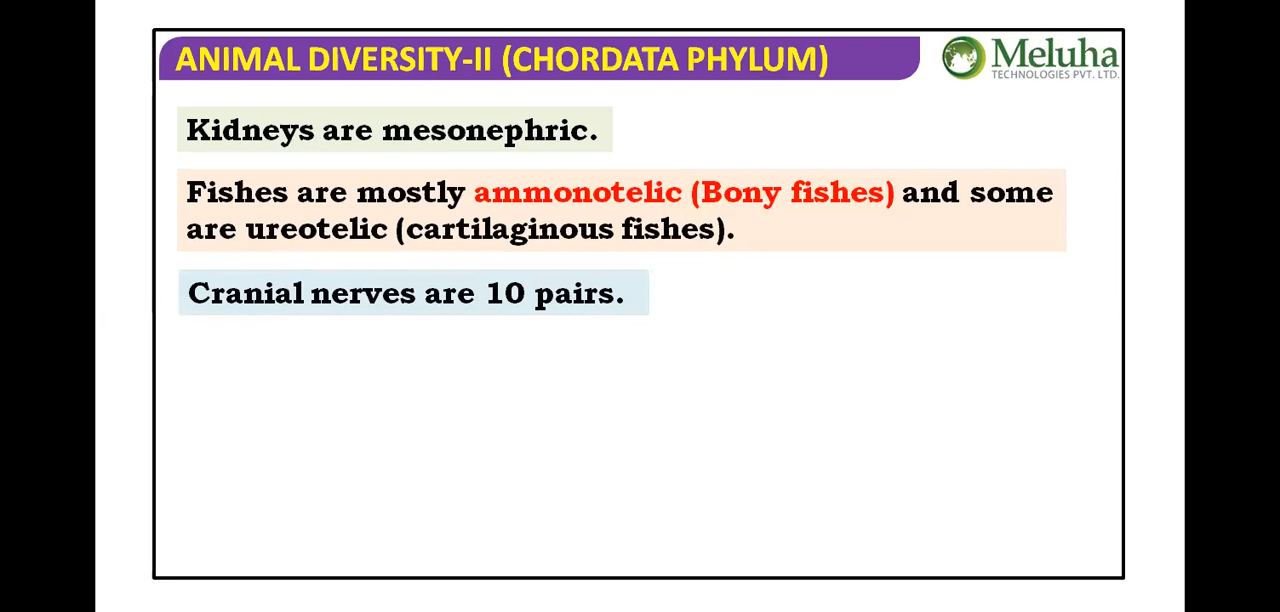 ANIMAL DIVERSITY-II (CHORDATA PHYLUM)
Meluha
TECHNOLOGIES PVT. LTD.
Kidneys are mesonephric.
Fishes are mostly ammonotelic (Bony fishes) and some
are ureotelic (cartilaginous fishes).
Cranial nerves are 10 pairs.